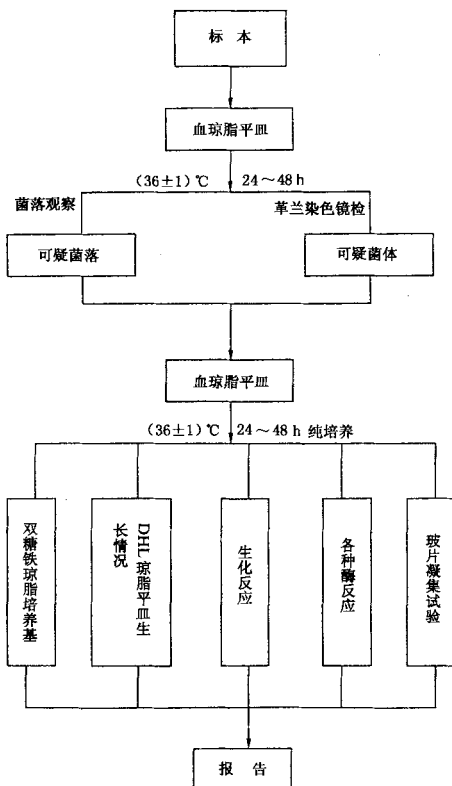 标 本
血琼脂平皿
(36±1)℃ 24～48 h
菌落观察
革兰染色镜检
可疑菌落
可疑菌体
血琼脂平皿
(36±1)℃ 24～48 h 纯培养
双糖铁琼脂培养基
DHL 琼脂平皿生
长情况
生化反应
各种酶反应
玻片凝集试验
报 告